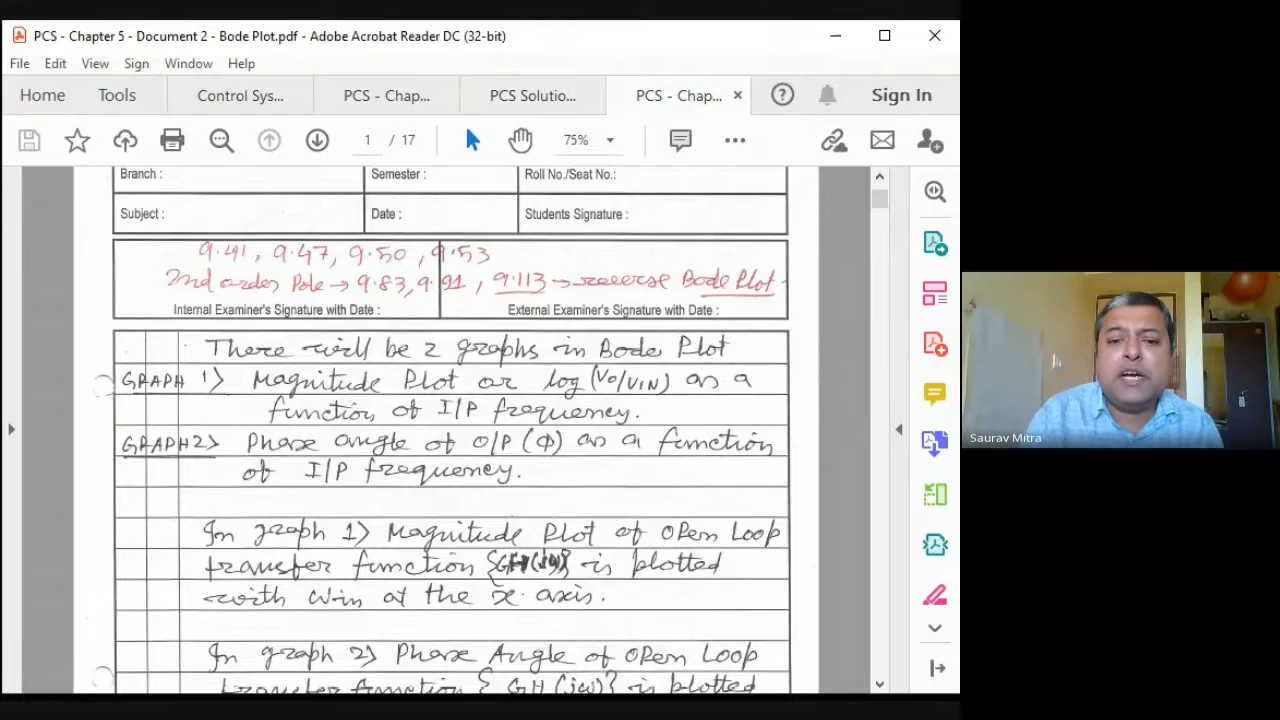 PCS - Chapter 5 - Document 2 - Bode Plot.pdf - Adobe Acrobat Reader DC (32-bit)
File Edit View Sign Window Help
Home Tools Control Sys... PCS - Chap... PCS Solutio... PCS - Chap... Sign In
1 / 17 75%
Branch : Semester : Roll No./Seat No.:
Subject : Date : Students Signature :
9.41, 9.47, 9.50, 9.53
2nd order Pole → 9.83, 9.91, 9.113 → reverse Bode Plot.
Internal Examiner's Signature with Date : External Examiner's Signature with Date :
There will be 2 graphs in Bode Plot
GRAPH 1> Magnitude Plot or log (Vo/VIN) as a
function of I/P frequency.
GRAPH 2> Phase angle of O/P (Φ) as a function
of I/P frequency.
In graph 1> Magnitude Plot of OPen Loop
transfer function {GH(jω)} is plotted
with Win at the x axis.
In graph 2> Phase Angle of OPen Loop
transfer function { GH (jω)} is plotted
Saurav Mitra